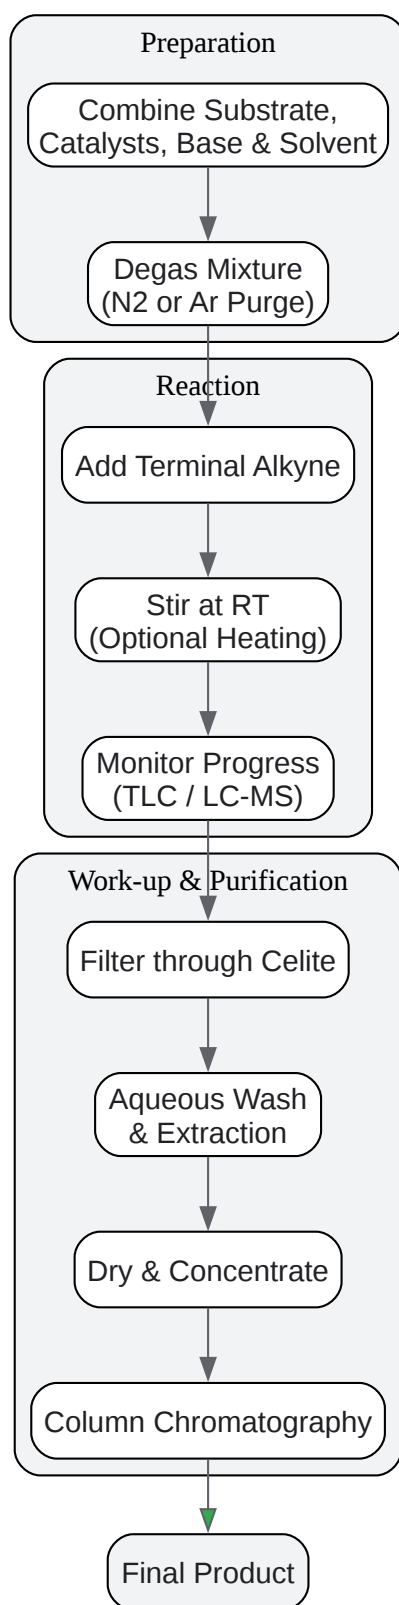 Preparation
Combine Substrate,
Catalysts, Base & Solvent
Degas Mixture
(N2 or Ar Purge)
Reaction
Add Terminal Alkyne
Stir at RT
(Optional Heating)
Monitor Progress
(TLC / LC-MS)
Work-up & Purification
Filter through Celite
Aqueous Wash
& Extraction
Dry & Concentrate
Column Chromatography
Final Product